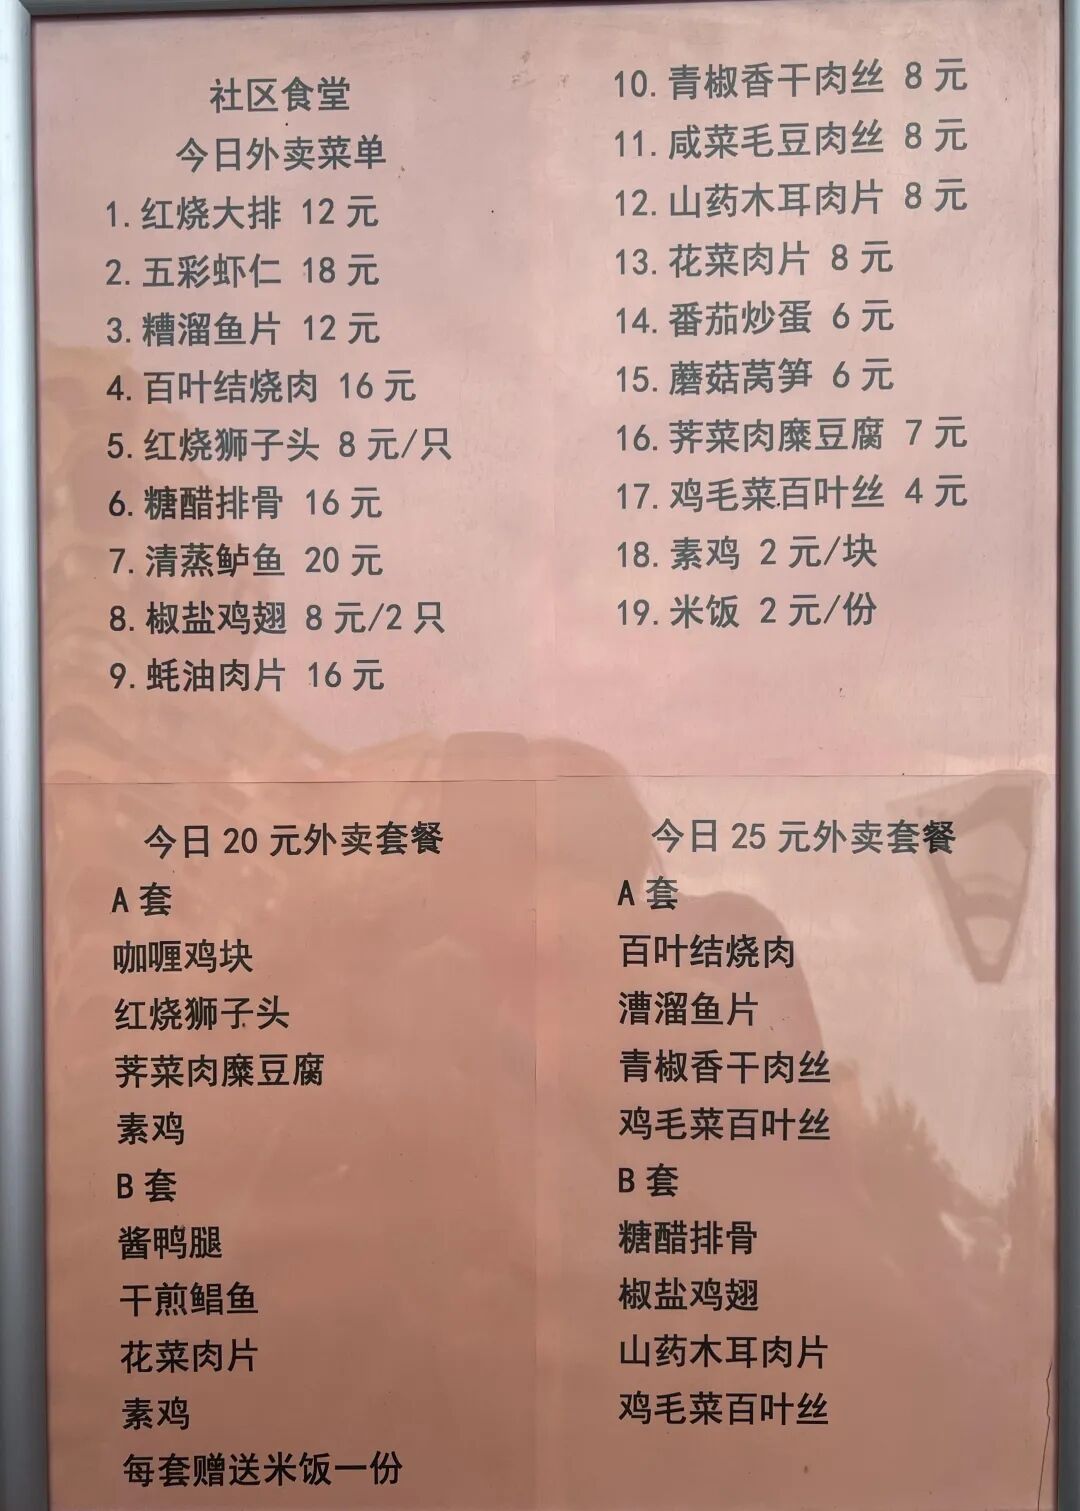 社区食堂
今日外卖菜单
1. 红烧大排 12 元
2. 五彩虾仁 18 元
3. 糟溜鱼片 12 元
4. 百叶结烧肉 16 元
5. 红烧狮子头 8 元/只
6. 糖醋排骨 16 元
7. 清蒸鲈鱼 20 元
8. 椒盐鸡翅 8 元/2 只
9. 蚝油肉片 16 元
10. 青椒香干肉丝 8 元
11. 咸菜毛豆肉丝 8 元
12. 山药木耳肉片 8 元
13. 花菜肉片 8 元
14. 番茄炒蛋 6 元
15. 蘑菇莴笋 6 元
16. 荠菜肉糜豆腐 7 元
17. 鸡毛菜百叶丝 4 元
18. 素鸡 2 元/块
19. 米饭 2 元/份
今日 20 元外卖套餐
A 套
咖喱鸡块
红烧狮子头
荠菜肉糜豆腐
素鸡
B 套
酱鸭腿
干煎鲳鱼
花菜肉片
素鸡
每套赠送米饭一份
今日 25 元外卖套餐
A 套
百叶结烧肉
漕溜鱼片
青椒香干肉丝
鸡毛菜百叶丝
B 套
糖醋排骨
椒盐鸡翅
山药木耳肉片
鸡毛菜百叶丝